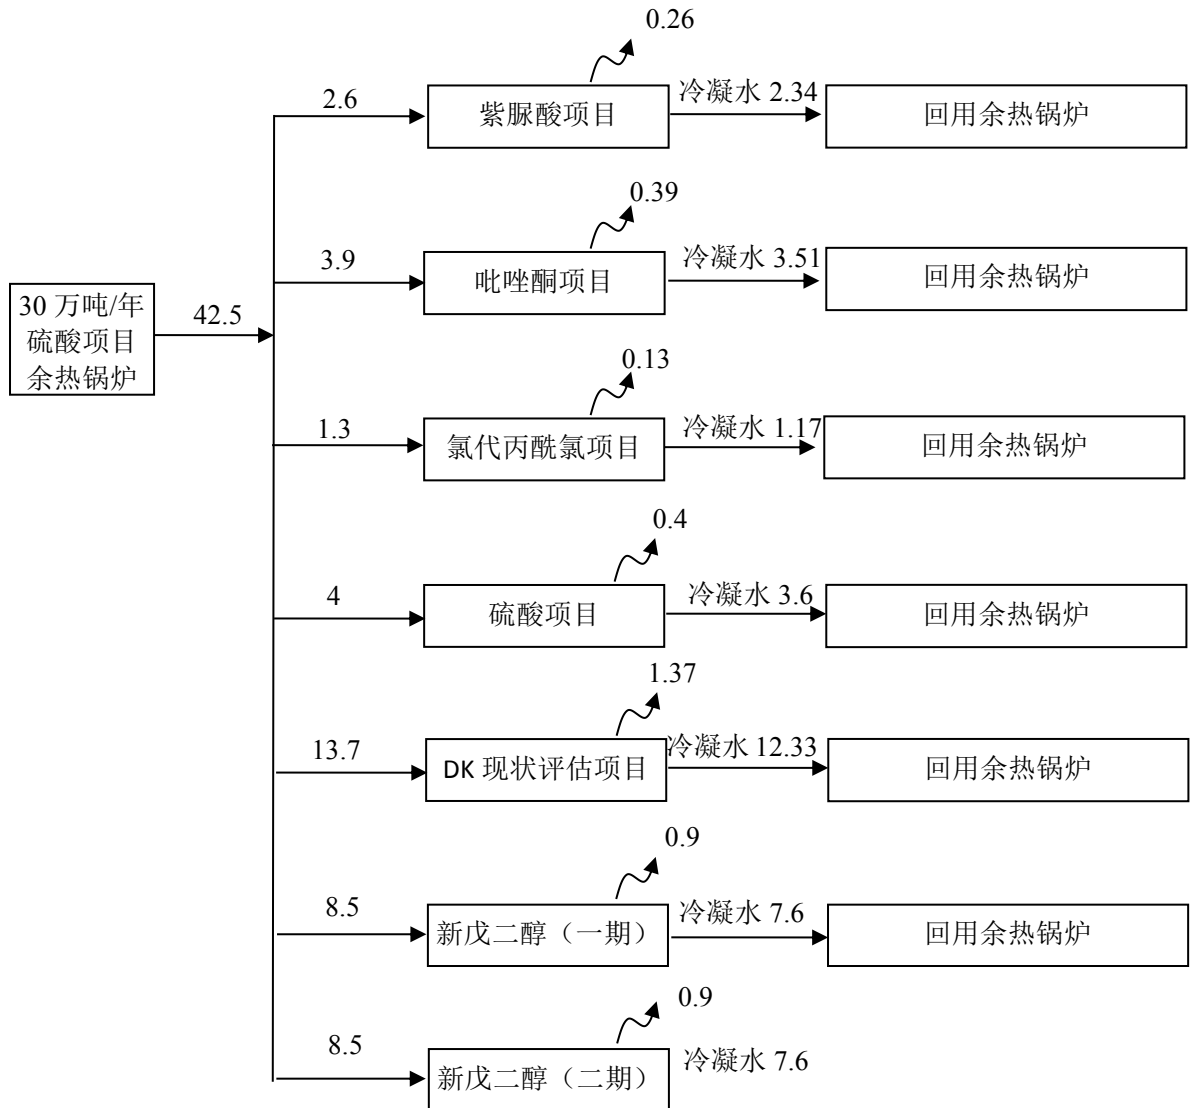 0.26
2.6
紫脲酸项目
冷凝水 2.34
回用余热锅炉
0.39
3.9
吡唑酮项目
冷凝水 3.51
回用余热锅炉
30 万吨/年
硫酸项目
余热锅炉
42.5
0.13
1.3
氯代丙酰氯项目
冷凝水 1.17
回用余热锅炉
0.4
4
硫酸项目
冷凝水 3.6
回用余热锅炉
1.37
13.7
DK 现状评估项目
冷凝水 12.33
回用余热锅炉
0.9
8.5
新戊二醇（一期）
冷凝水 7.6
回用余热锅炉
0.9
8.5
新戊二醇（二期）
冷凝水 7.6